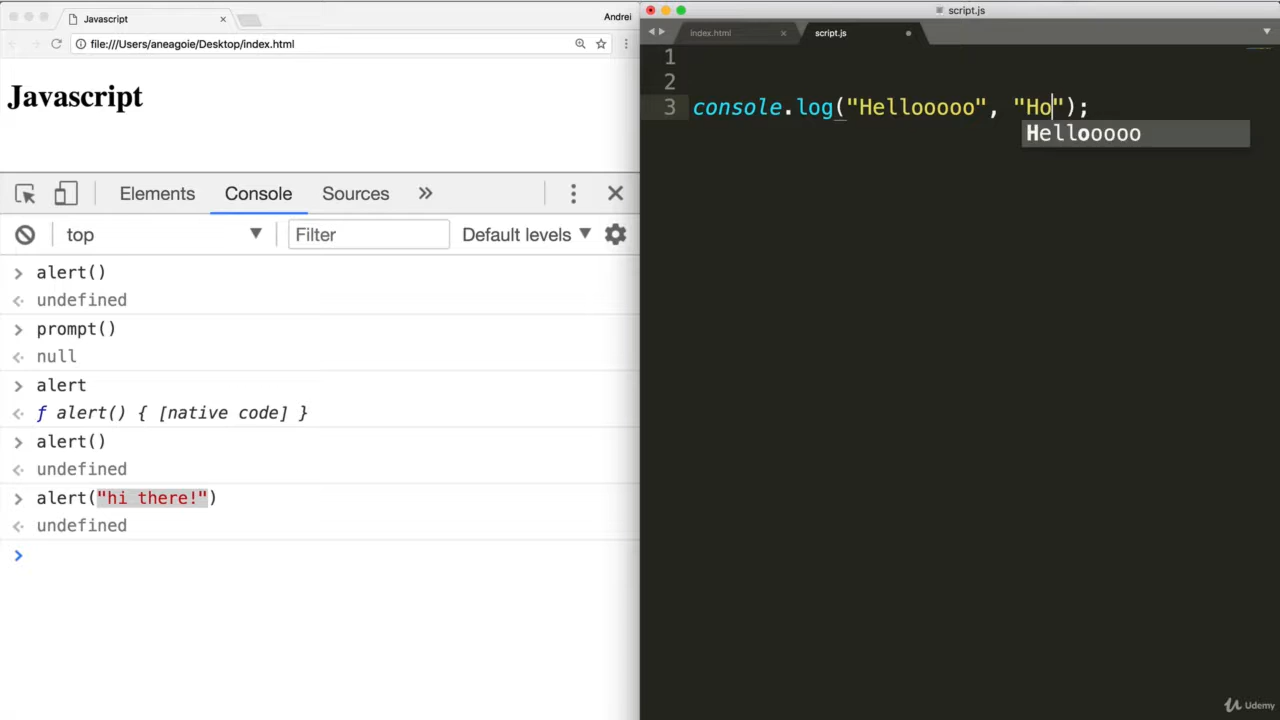 Javascript
Andrei
file:///Users/aneagoie/Desktop/index.html
Javascript
Elements Console Sources
top Filter Default levels
alert()
undefined
prompt()
null
alert
ƒ alert() { [native code] }
alert()
undefined
alert("hi there!")
undefined
script.js
index.html script.js
1
2
3 console.log("Hellooooo", "Ho");
Hellooooo
Udemy